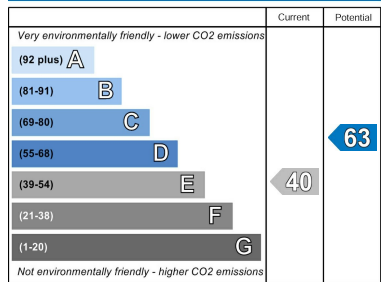 Current Potential
Very environmentally friendly - lower CO2 emissions
(92 plus) A
(81-91) B
(69-80) C
(55-68) D
63
(39-54) E
40
(21-38) F
(1-20) G
Not environmentally friendly - higher CO2 emissions